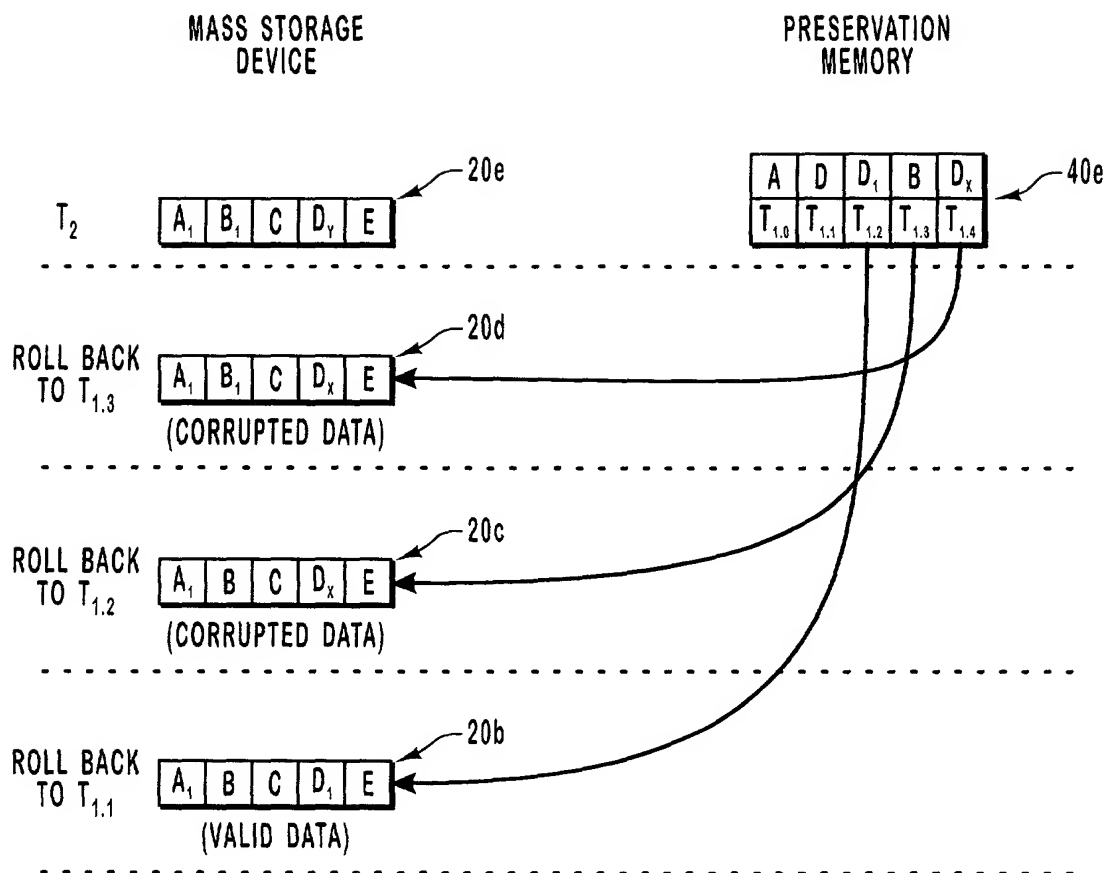 MASS STORAGE DEVICE
PRESERVATION MEMORY
T₂
A₁ B₁ C Dᵧ E
20e
A D D₁ B Dₓ
T₁.₀ T₁.₁ T₁.₂ T₁.₃ T₁.₄
40e
ROLL BACK TO T₁.₃
A₁ B₁ C Dₓ E
20d
(CORRUPTED DATA)
ROLL BACK TO T₁.₂
A₁ B C Dₓ E
20c
(CORRUPTED DATA)
ROLL BACK TO T₁.₁
A₁ B C D₁ E
20b
(VALID DATA)